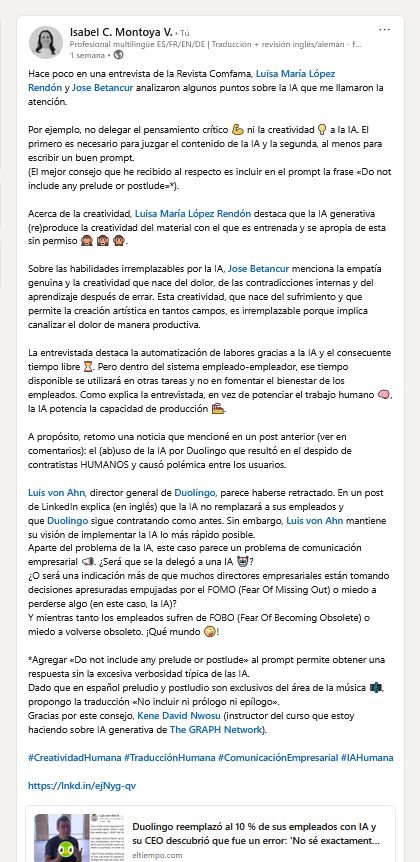 Isabel C. Montoya V. • Tú
Profesional multilingüe ES/FR/EN/DE | Traducción + revisión inglés/alemán - f...
1 semana •
Hace poco en una entrevista de la Revista Comfama, Luisa María López
Rendón y Jose Betancur analizaron algunos puntos sobre la IA que me llamaron la
atención.
Por ejemplo, no delegar el pensamiento crítico 💪 ni la creatividad 💡 a la IA. El
primero es necesario para juzgar el contenido de la IA y la segunda, al menos para
escribir un buen prompt.
(El mejor consejo que he recibido al respecto es incluir en el prompt la frase «Do not
include any prelude or postlude»*).
Acerca de la creatividad, Luisa María López Rendón destaca que la IA generativa
(re)produce la creatividad del material con el que es entrenada y se apropia de esta
sin permiso 🙈 🙊 🙉.
Sobre las habilidades irremplazables por la IA, Jose Betancur menciona la empatía
genuina y la creatividad que nace del dolor, de las contradicciones internas y del
aprendizaje después de errar. Esta creatividad, que nace del sufrimiento y que
permite la creación artística en tantos campos, es irremplazable porque implica
canalizar el dolor de manera productiva.
La entrevistada destaca la automatización de labores gracias a la IA y el consecuente
tiempo libre ⏳. Pero dentro del sistema empleado-empleador, ese tiempo
disponible se utilizará en otras tareas y no en fomentar el bienestar de los
empleados. Como explica la entrevistada, en vez de potenciar el trabajo humano 🧠,
la IA potencia la capacidad de producción 🏭.
A propósito, retomo una noticia que mencioné en un post anterior (ver en
comentarios): el (ab)uso de la IA por Duolingo que resultó en el despido de
contratistas HUMANOS y causó polémica entre los usuarios.
Luis von Ahn, director general de Duolingo, parece haberse retractado. En un post
de LinkedIn explica (en inglés) que la IA no remplazará a sus empleados y
que Duolingo sigue contratando como antes. Sin embargo, Luis von Ahn mantiene
su visión de implementar la IA lo más rápido posible.
Aparte del problema de la IA, este caso parece un problema de comunicación
empresarial 📢. ¿Será que se la delegó a una IA 🤖?
¿O será una indicación más de que muchos directores empresariales están tomando
decisiones apresuradas empujadas por el FOMO (Fear Of Missing Out) o miedo a
perderse algo (en este caso, la IA)?
Y mientras tanto los empleados sufren de FOBO (Fear Of Becoming Obsolete) o
miedo a volverse obsoleto. ¡Qué mundo 🤪!
*Agregar «Do not include any prelude or postlude» al prompt permite obtener una
respuesta sin la excesiva verbosidad típica de las IA.
Dado que en español preludio y postludio son exclusivos del área de la música 🎼,
propongo la traducción «No incluir ni prólogo ni epílogo».
Gracias por este consejo, Kene David Nwosu (instructor del curso que estoy
haciendo sobre IA generativa de The GRAPH Network).
#CreatividadHumana #TraducciónHumana #ComunicaciónEmpresarial #IAHumana
https://lnkd.in/ejNyg-qv
Duolingo reemplazó al 10 % de sus empleados con IA y
su CEO descubrió que fue un error: 'No sé exactament...
eltiempo.com